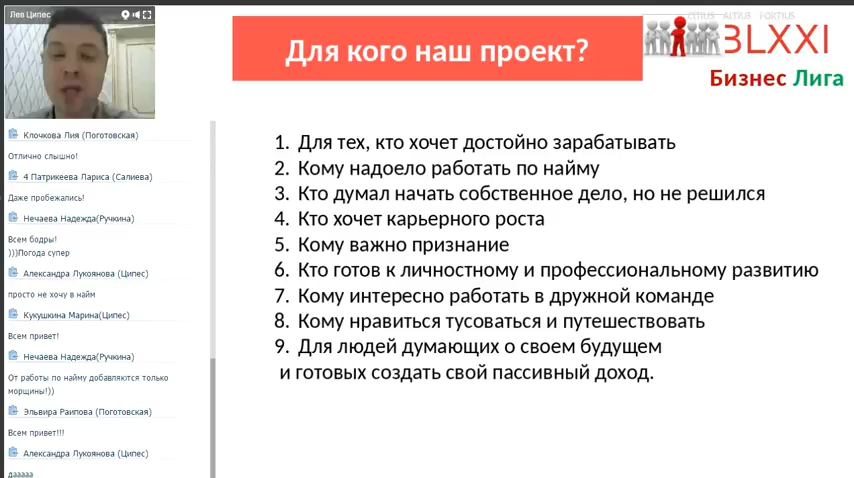 Лев Ципес
Клочкова Лия (Поготовская)
Отлично слышно!
4 Патрикеева Лариса (Салиева)
Даже пробежались!
Нечаева Надежда(Ручкина)
Всем бодры!
)))Погода супер
Александра Лукоянова (Ципес)
просто не хочу в найм
Кукушкина Марина(Ципес)
Всем привет!
Нечаева Надежда(Ручкина)
От работы по найму добавляются только
морщины!))
Эльвира Раипова (Поготовская)
Всем привет!!!
Александра Лукоянова (Ципес)
дааааа
Для кого наш проект?
CITIUS ALTIUS FORTIUS
BLXXI
Бизнес Лига
1. Для тех, кто хочет достойно зарабатывать
2. Кому надоело работать по найму
3. Кто думал начать собственное дело, но не решился
4. Кто хочет карьерного роста
5. Кому важно признание
6. Кто готов к личностному и профессиональному развитию
7. Кому интересно работать в дружной команде
8. Кому нравиться тусоваться и путешествовать
9. Для людей думающих о своем будущем
и готовых создать свой пассивный доход.